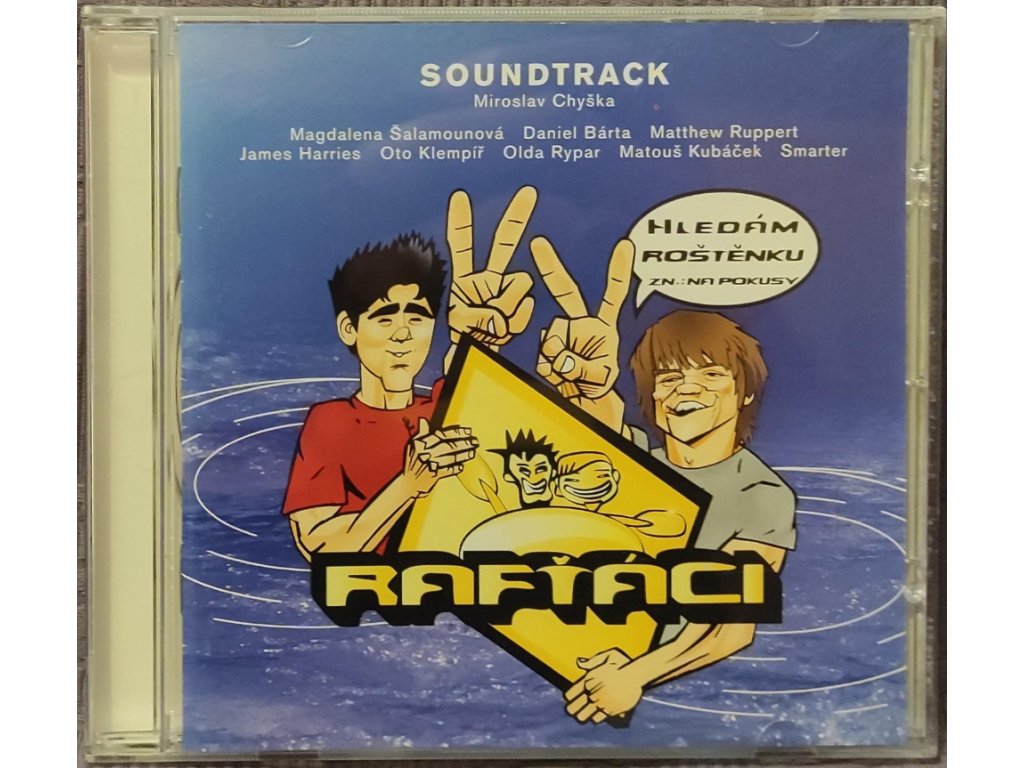 SOUNDTRACK
Miroslav Chyška
Magdalena Šalamounová Daniel Bárta Matthew Ruppert
James Harries Oto Klempíř Olda Rypar Matouš Kubáček Smarter
HLEDÁM
ROŠTĚNKU
ZN.: NA POKUSY
RAFŤÁCI